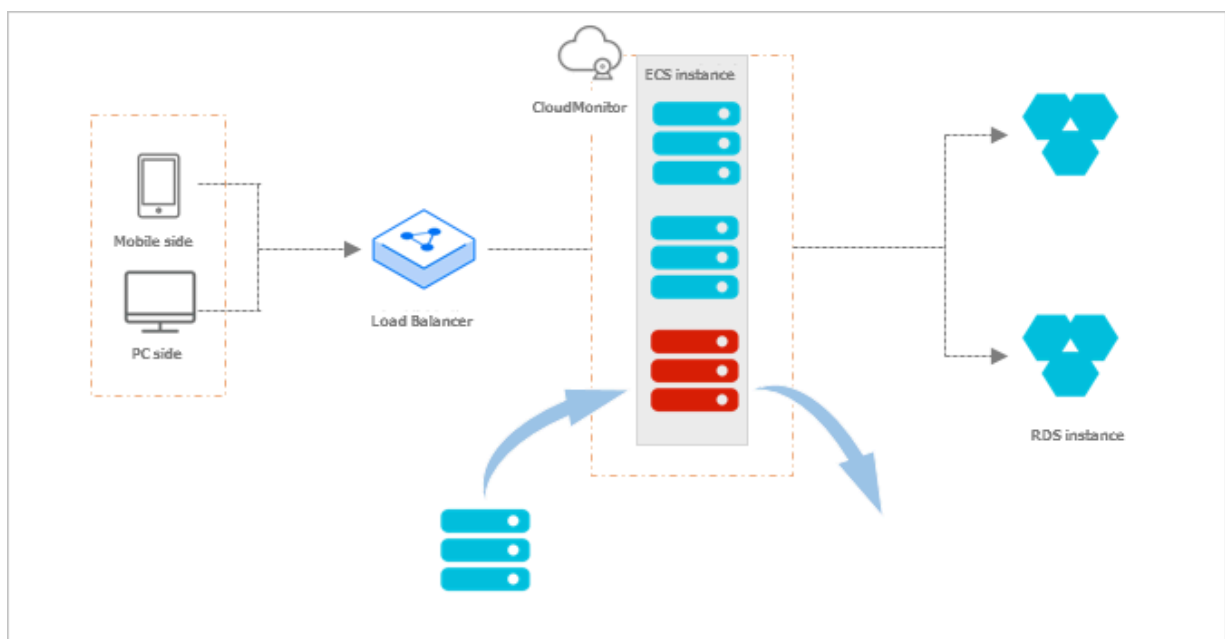 ECS instance
CloudMonitor
Mobile side
Load Balancer
PC side
RDS instance